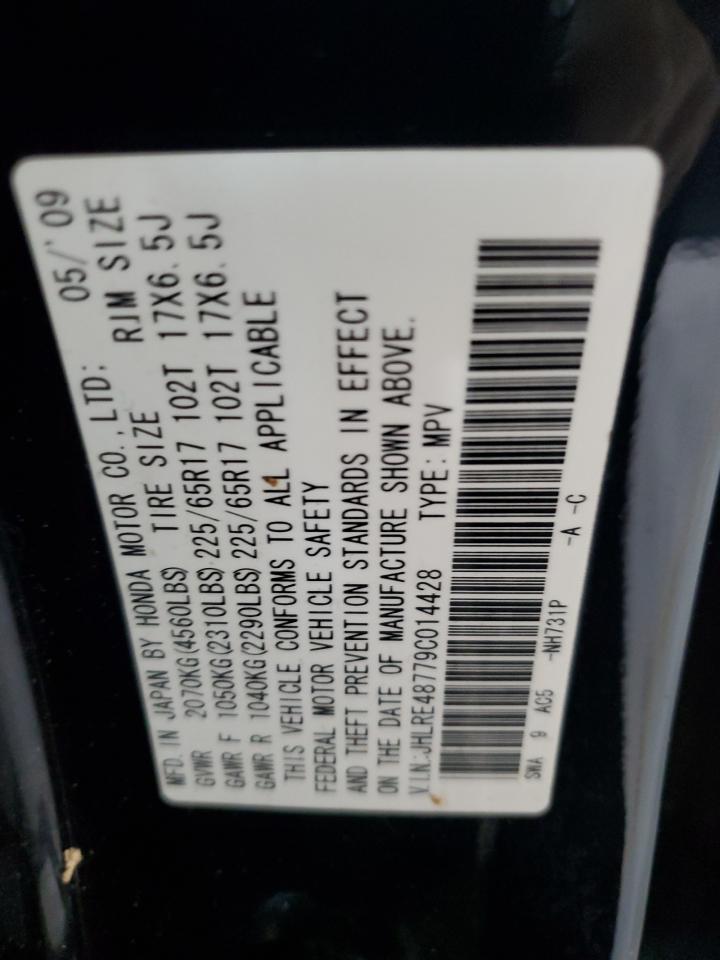 MFD. IN JAPAN BY HONDA MOTOR CO., LTD: 05/'09
GVWR 2070KG(4560LBS) TIRE SIZE RIM SIZE
GAWR F 1050KG(2310LBS) 225/65R17 102T 17X6.5J
GAWR R 1040KG(2290LBS) 225/65R17 102T 17X6.5J
THIS VEHICLE CONFORMS TO ALL APPLICABLE
FEDERAL MOTOR VEHICLE SAFETY
AND THEFT PREVENTION STANDARDS IN EFFECT
ON THE DATE OF MANUFACTURE SHOWN ABOVE.
V.I.N.:JHLRE48779C014428 TYPE: MPV
SWA 9 AC5 -NH731P -A -C